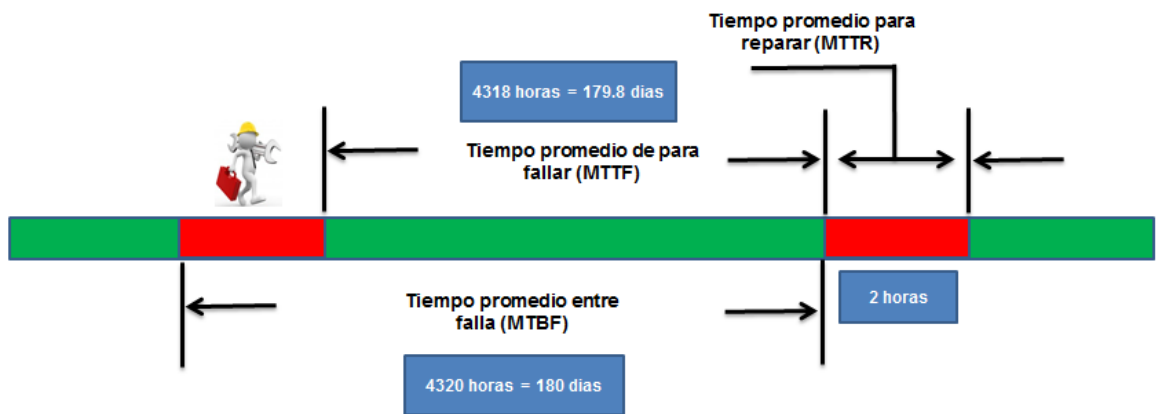 Tiempo promedio para
reparar (MTTR)
4318 horas = 179.8 dias
Tiempo promedio de para
fallar (MTTF)
Tiempo promedio entre
falla (MTBF)
2 horas
4320 horas = 180 dias